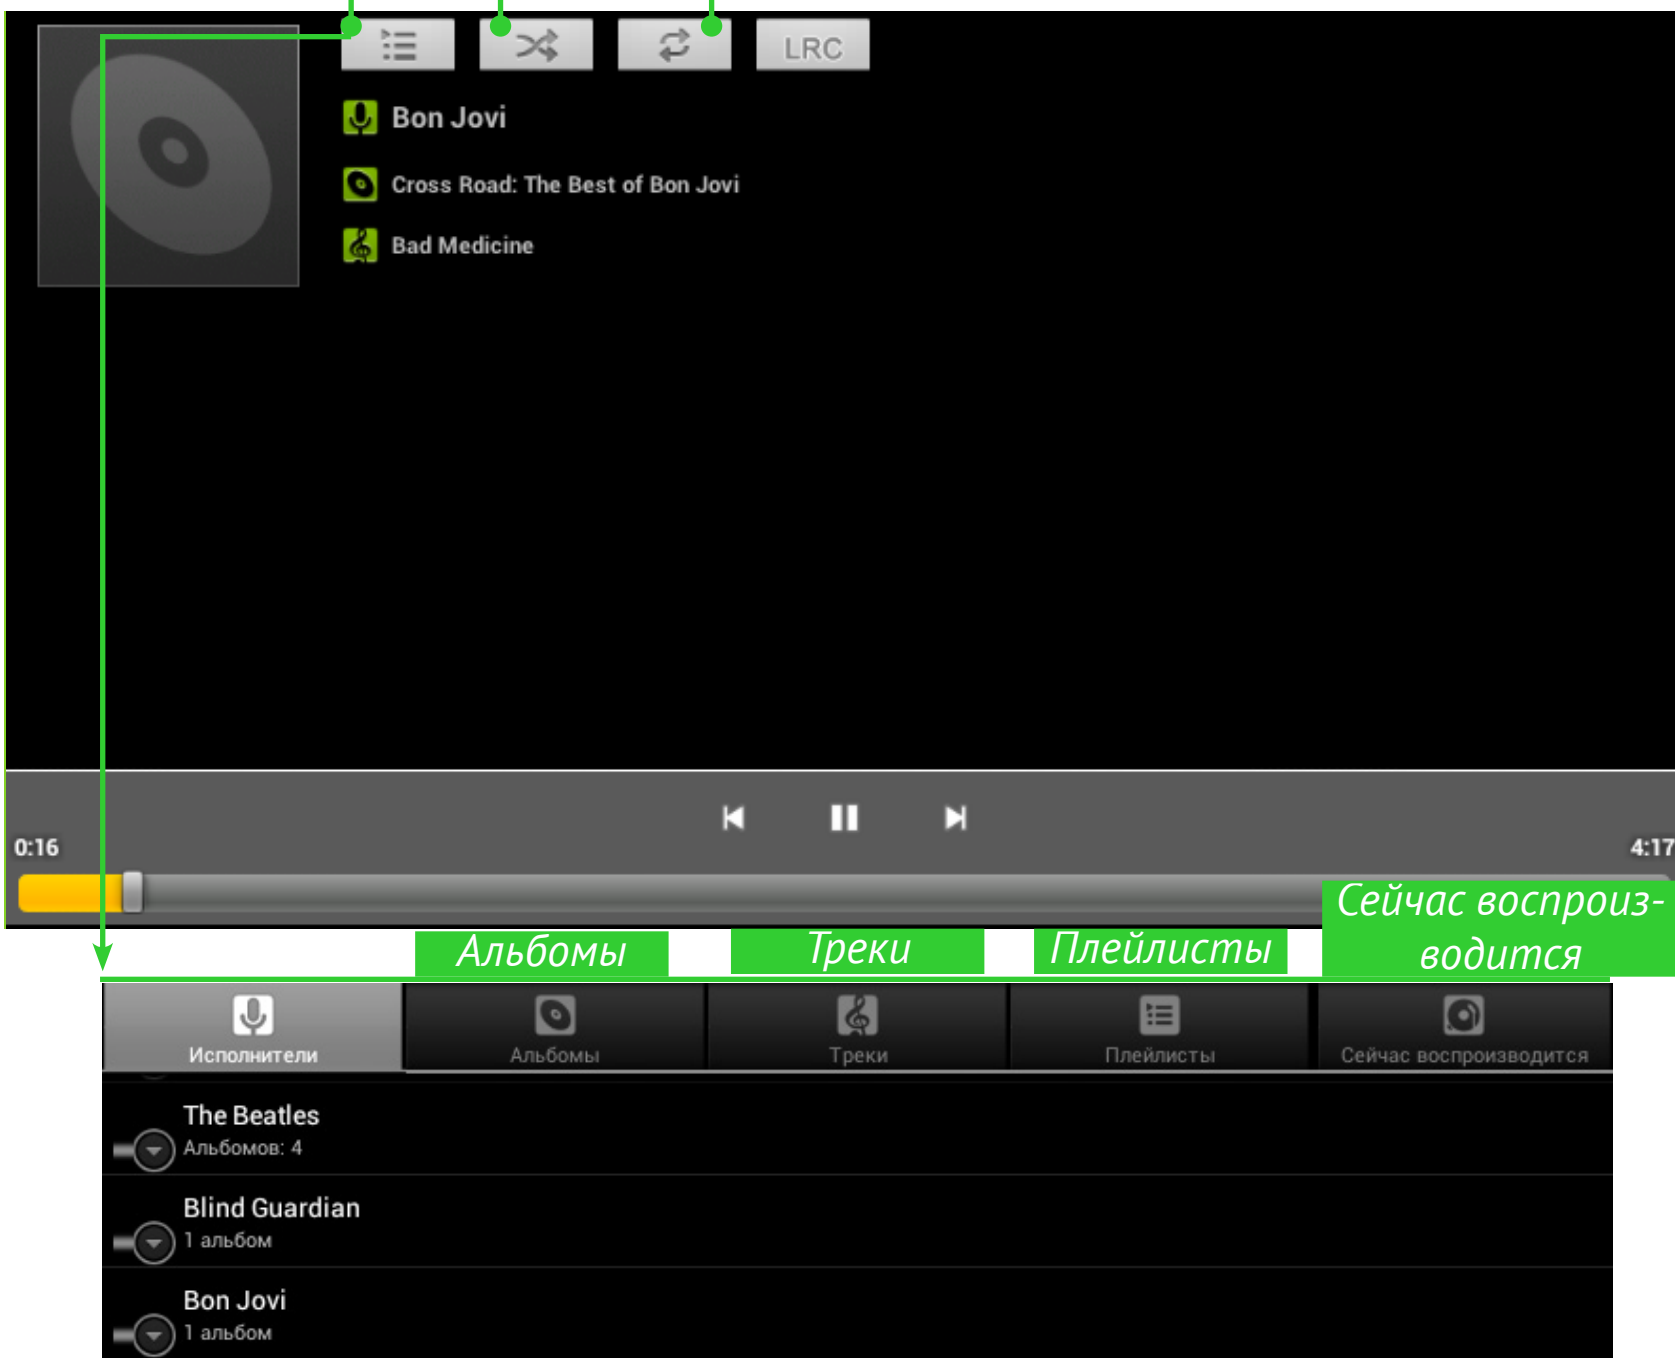 LRC
Bon Jovi
Cross Road: The Best of Bon Jovi
Bad Medicine
0:16
4:17
Альбомы
Треки
Плейлисты
Сейчас воспроиз-
водится
Исполнители
Альбомы
Треки
Плейлисты
Сейчас воспроизводится
The Beatles
Альбомов: 4
Blind Guardian
1 альбом
Bon Jovi
1 альбом